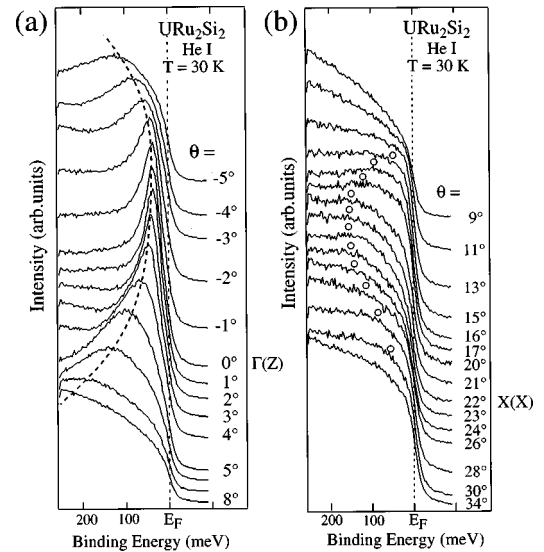 (a)
URu2Si2
He I
T = 30 K
θ =
-5°
-4°
-3°
-2°
-1°
0°
Γ(Z)
1°
2°
3°
4°
5°
8°
Intensity (arb.units)
200 100 EF
Binding Energy (meV)
(b)
URu2Si2
He I
T = 30 K
θ =
9°
11°
13°
15°
16°
17°
20°
21°
22°
X(X)
23°
24°
26°
28°
30°
34°
Intensity (arb.units)
200 100 EF
Binding Energy (meV)